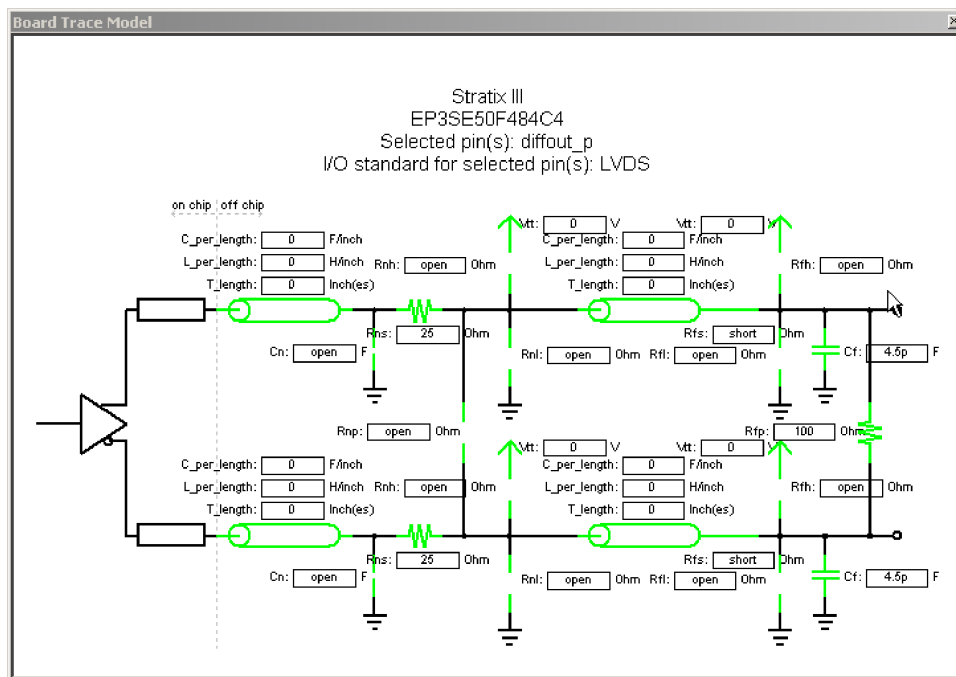 Board Trace Model
Stratix III
EP3SE50F484C4
Selected pin(s): diffout_p
I/O standard for selected pin(s): LVDS
on chip off chip
Vtt: 0 V Vtt: 0 V
C_per_length: 0 F/inch C_per_length: 0 F/inch
L_per_length: 0 H/inch Rnh: open Ohm L_per_length: 0 H/inch Rfh: open Ohm
T_length: 0 Inch(es) T_length: 0 Inch(es)
Rns: 25 Ohm Rfs: short Ohm
Cn: open F Rnl: open Ohm Rfl: open Ohm Cf: 4.5p F
Rnp: open Ohm Rfp: 100 Ohm
Vtt: 0 V Vtt: 0 V
C_per_length: 0 F/inch C_per_length: 0 F/inch
L_per_length: 0 H/inch Rnh: open Ohm L_per_length: 0 H/inch Rfh: open Ohm
T_length: 0 Inch(es) T_length: 0 Inch(es)
Rns: 25 Ohm Rfs: short Ohm
Cn: open F Rnl: open Ohm Rfl: open Ohm Cf: 4.5p F